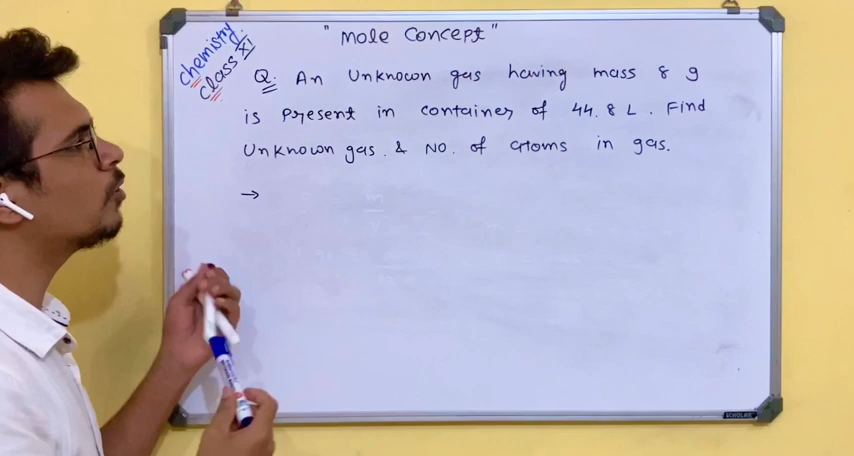 chemistry
class XI
"Mole Concept"
Q. An Unknown gas having mass 8 g
is present in container of 44.8 L. Find
Unknown gas. & NO. of atoms in gas.
→
SCHOLAR